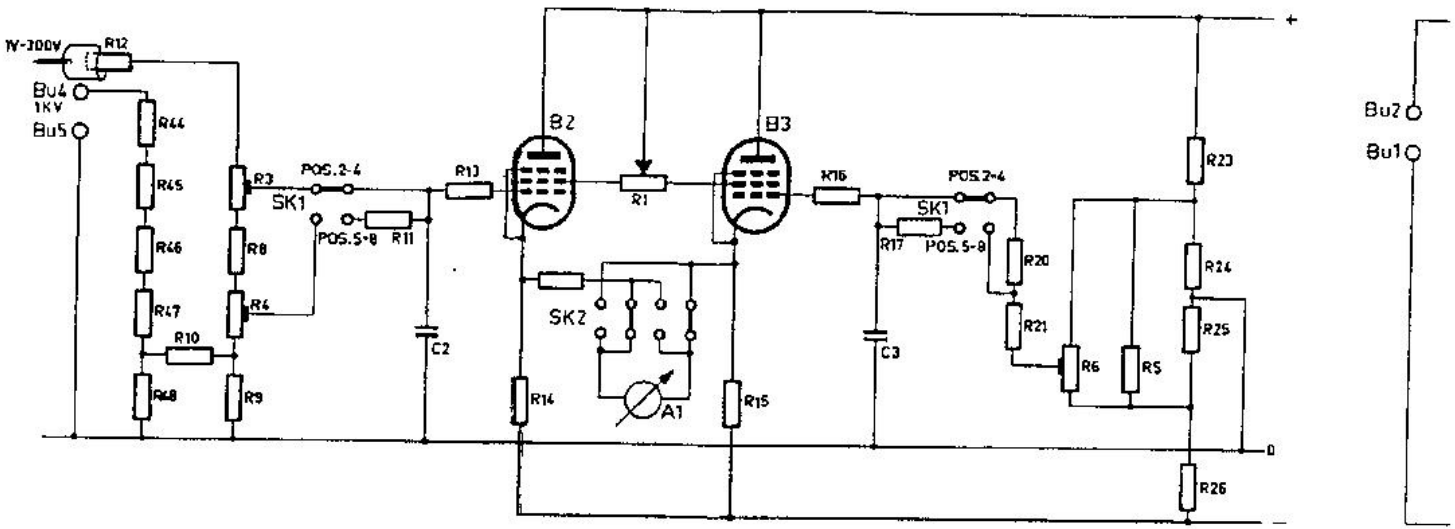 1V-300V
R12
Bu4
1KV
Bu5
R44
R45
R46
R47
R48
R10
R3
R8
R4
R9
POS.2-4
SK1
POS.5-8
R11
C2
R13
B2
R1
B3
SK2
A1
R14
R15
R16
POS.2-4
SK1
R17
POS.5-8
R20
R21
C3
R6
R5
R23
R24
R25
R26
+
0
—
Bu2
Bu1